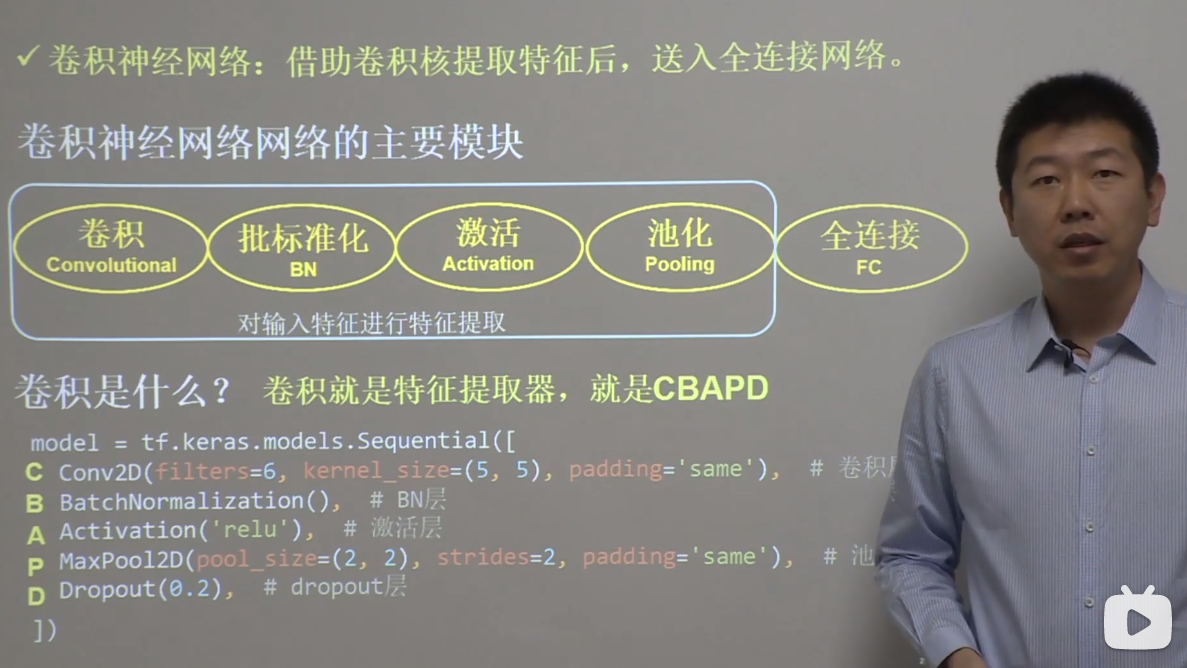 ✓ 卷积神经网络：借助卷积核提取特征后，送入全连接网络。
卷积神经网络网络的主要模块
卷积 批标准化 激活 池化 全连接
Convolutional BN Activation Pooling FC
对输入特征进行特征提取
卷积是什么？ 卷积就是特征提取器，就是CBAPD
model = tf.keras.models.Sequential([
C Conv2D(filters=6, kernel_size=(5, 5), padding='same'), # 卷积
B BatchNormalization(), # BN层
A Activation('relu'), # 激活层
P MaxPool2D(pool_size=(2, 2), strides=2, padding='same'), # 池
D Dropout(0.2), # dropout层
])